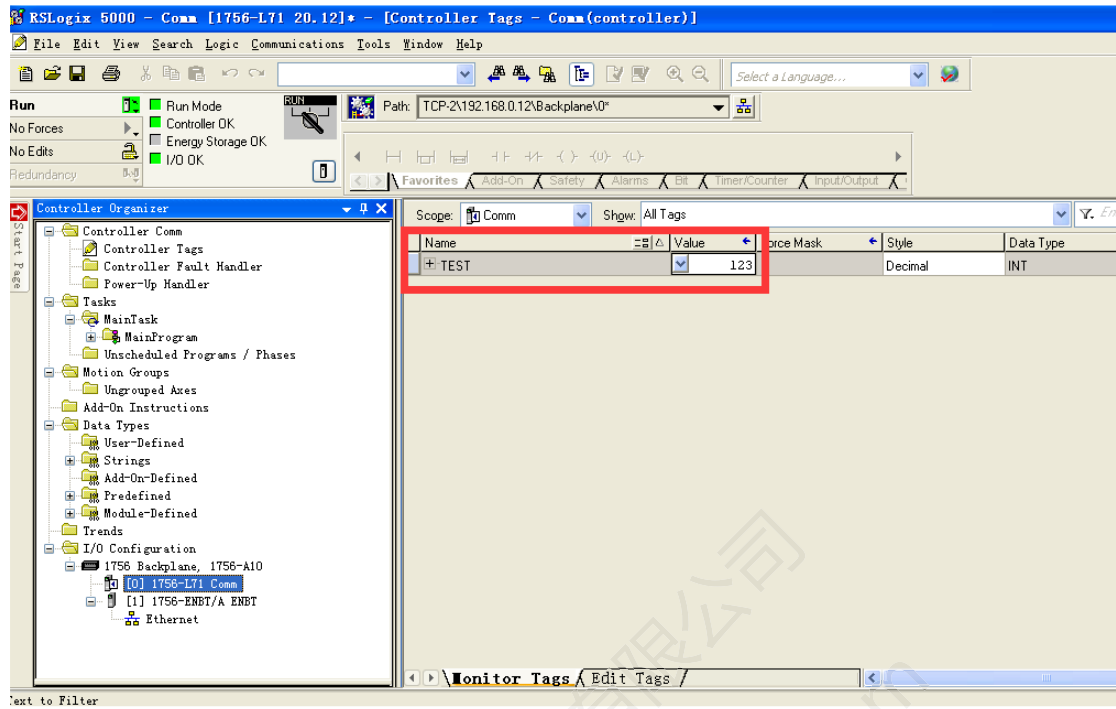 RSLogix 5000 - Comm [1756-L71 20.12]* - [Controller Tags - Comm(controller)]
File Edit View Search Logic Communications Tools Window Help
Select a Language...
Run
Run Mode
RUN
Path: TCP-2\192.168.0.12\Backplane\0*
No Forces
Controller OK
Energy Storage OK
No Edits
I/O OK
Redundancy
Favorites Add-On Safety Alarms Bit Timer/Counter Input/Output
Start Page
Controller Organizer
Scope: Comm Show: All Tags
Name Value Force Mask Style Data Type
TEST 123 Decimal INT
Controller Comm
Controller Tags
Controller Fault Handler
Power-Up Handler
Tasks
MainTask
MainProgram
Unscheduled Programs / Phases
Motion Groups
Ungrouped Axes
Add-On Instructions
Data Types
User-Defined
Strings
Add-On-Defined
Predefined
Module-Defined
Trends
I/O Configuration
1756 Backplane, 1756-A10
[0] 1756-L71 Comm
[1] 1756-ENBT/A ENBT
Ethernet
Monitor Tags Edit Tags
to Filter
有限公司